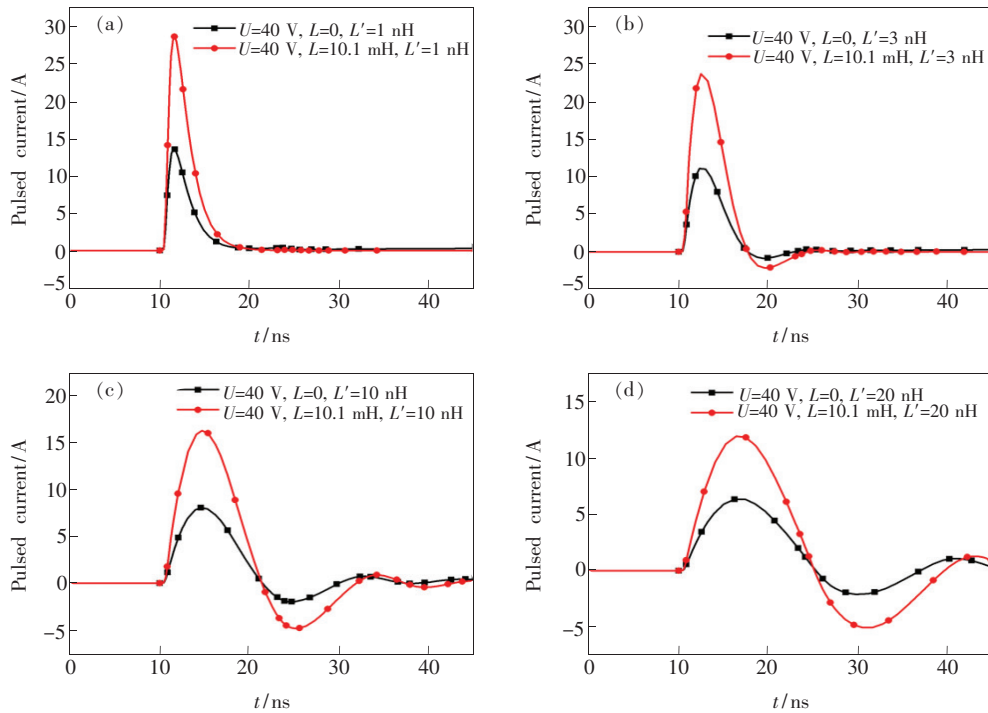 (a)
U=40 V, L=0, L′=1 nH
U=40 V, L=10.1 mH, L′=1 nH
Pulsed current/A
30
25
20
15
10
5
0
−5
0
10
20
30
40
t/ns
(b)
U=40 V, L=0, L′=3 nH
U=40 V, L=10.1 mH, L′=3 nH
Pulsed current/A
30
25
20
15
10
5
0
−5
0
10
20
30
40
t/ns
(c)
U=40 V, L=0, L′=10 nH
U=40 V, L=10.1 mH, L′=10 nH
Pulsed current/A
20
15
10
5
0
−5
0
10
20
30
40
t/ns
(d)
U=40 V, L=0, L′=20 nH
U=40 V, L=10.1 mH, L′=20 nH
Pulsed current/A
15
10
5
0
−5
0
10
20
30
40
t/ns